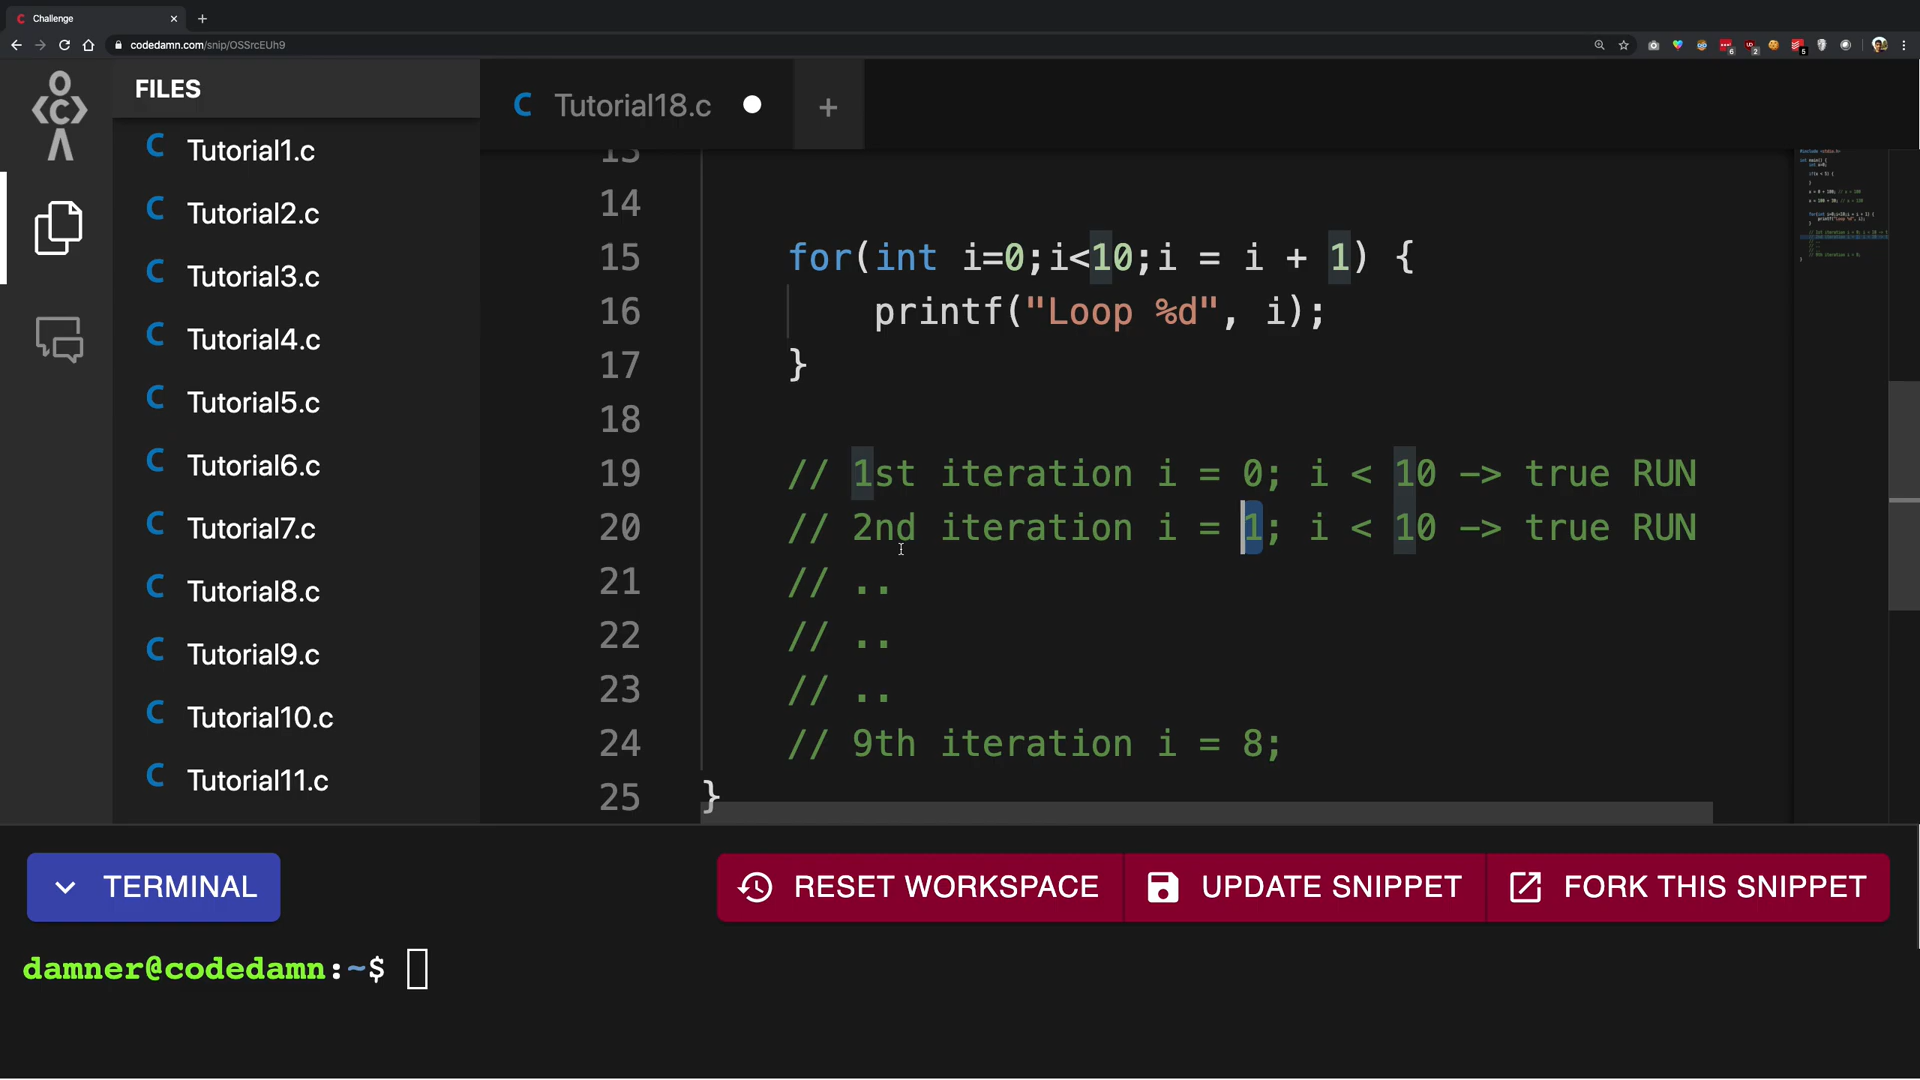 Challenge
codedamn.com/snip/OSSrcEUh9
FILES
Tutorial18.c
Tutorial1.c
Tutorial2.c
Tutorial3.c
Tutorial4.c
Tutorial5.c
Tutorial6.c
Tutorial7.c
Tutorial8.c
Tutorial9.c
Tutorial10.c
Tutorial11.c
13
14
15 for(int i=0;i<10;i = i + 1) {
16 printf("Loop %d", i);
17 }
18
19 // 1st iteration i = 0; i < 10 -> true RUN
20 // 2nd iteration i = 1; i < 10 -> true RUN
21 // ..
22 // ..
23 // ..
24 // 9th iteration i = 8;
25 }
TERMINAL
RESET WORKSPACE
UPDATE SNIPPET
FORK THIS SNIPPET
damner@codedamn:~$